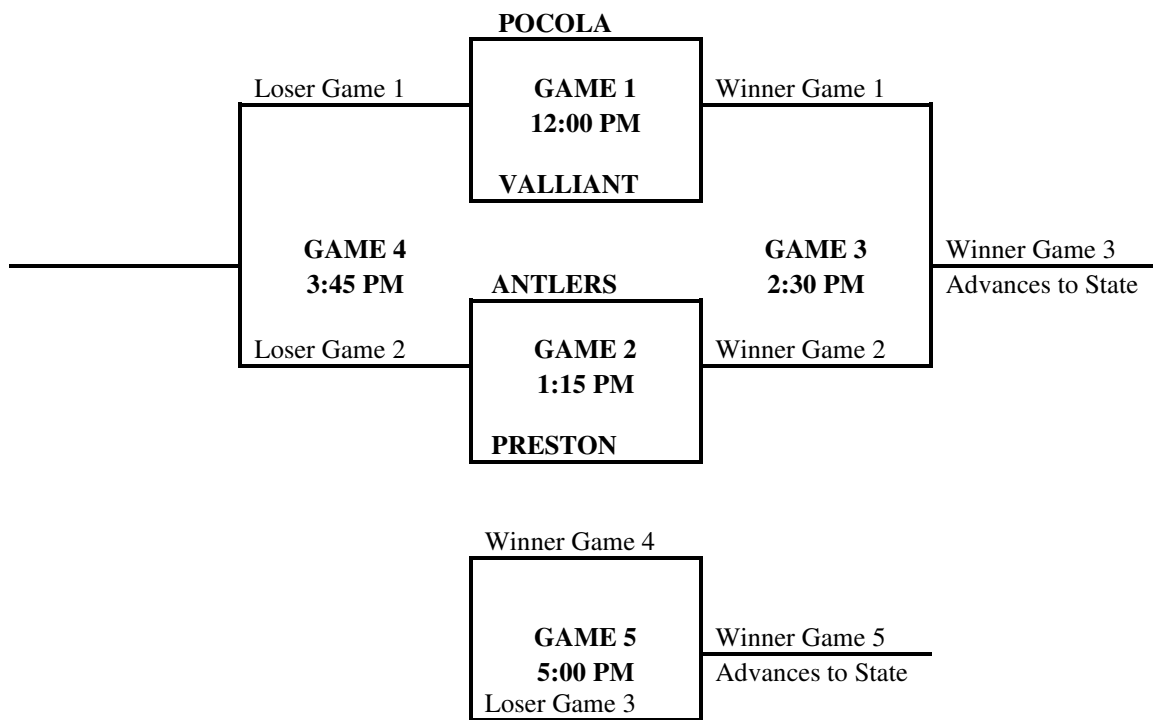 POCOLA
Loser Game 1
GAME 1
Winner Game 1
12:00 PM
VALLIANT
GAME 4
GAME 3
Winner Game 3
3:45 PM
ANTLERS
2:30 PM
Advances to State
Loser Game 2
GAME 2
Winner Game 2
1:15 PM
PRESTON
Winner Game 4
GAME 5
Winner Game 5
5:00 PM
Advances to State
Loser Game 3